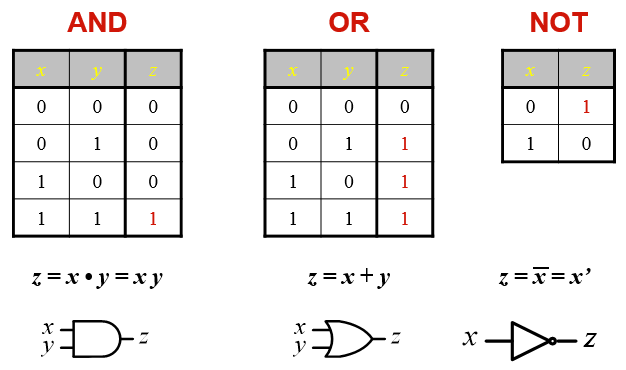 AND OR NOT
x y z x y z x z
0 0 0 0 0 0 0 1
0 1 0 0 1 1 1 0
1 0 0 1 0 1
1 1 1 1 1 1
z = x • y = x y z = x + y z = x̅ = x’
x y z x y z x z